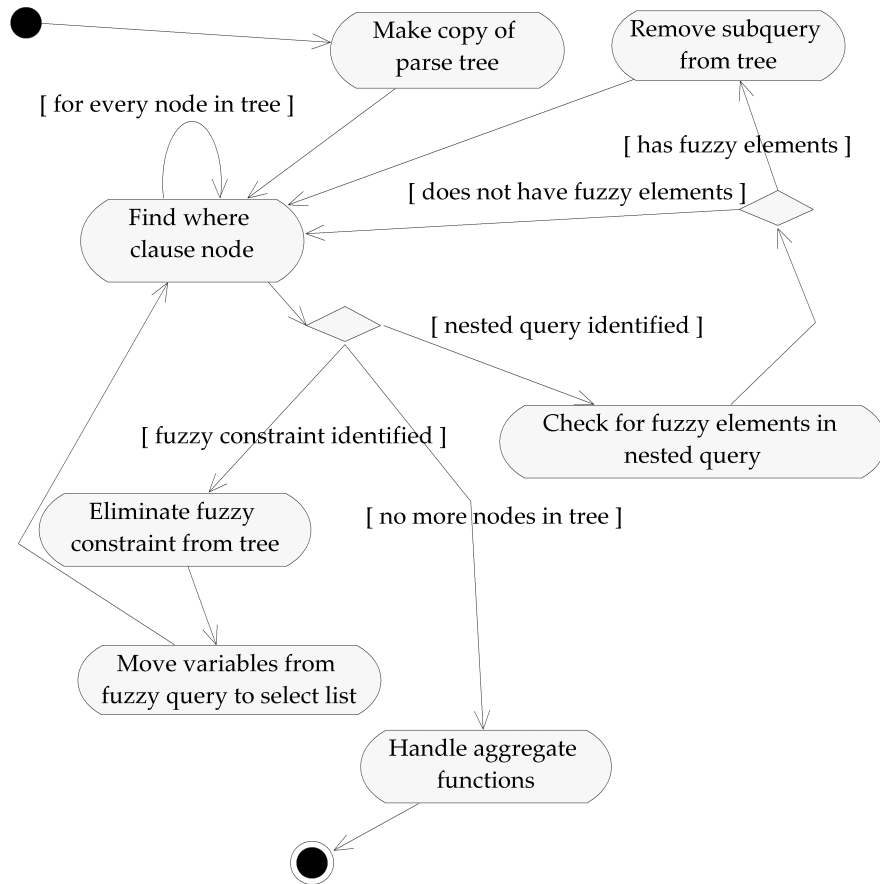 Make copy of
parse tree
Remove subquery
from tree
[ for every node in tree ]
[ has fuzzy elements ]
[ does not have fuzzy elements ]
Find where
clause node
[ nested query identified ]
Check for fuzzy elements in
nested query
[ fuzzy constraint identified ]
Eliminate fuzzy
constraint from tree
[ no more nodes in tree ]
Move variables from
fuzzy query to select list
Handle aggregate
functions